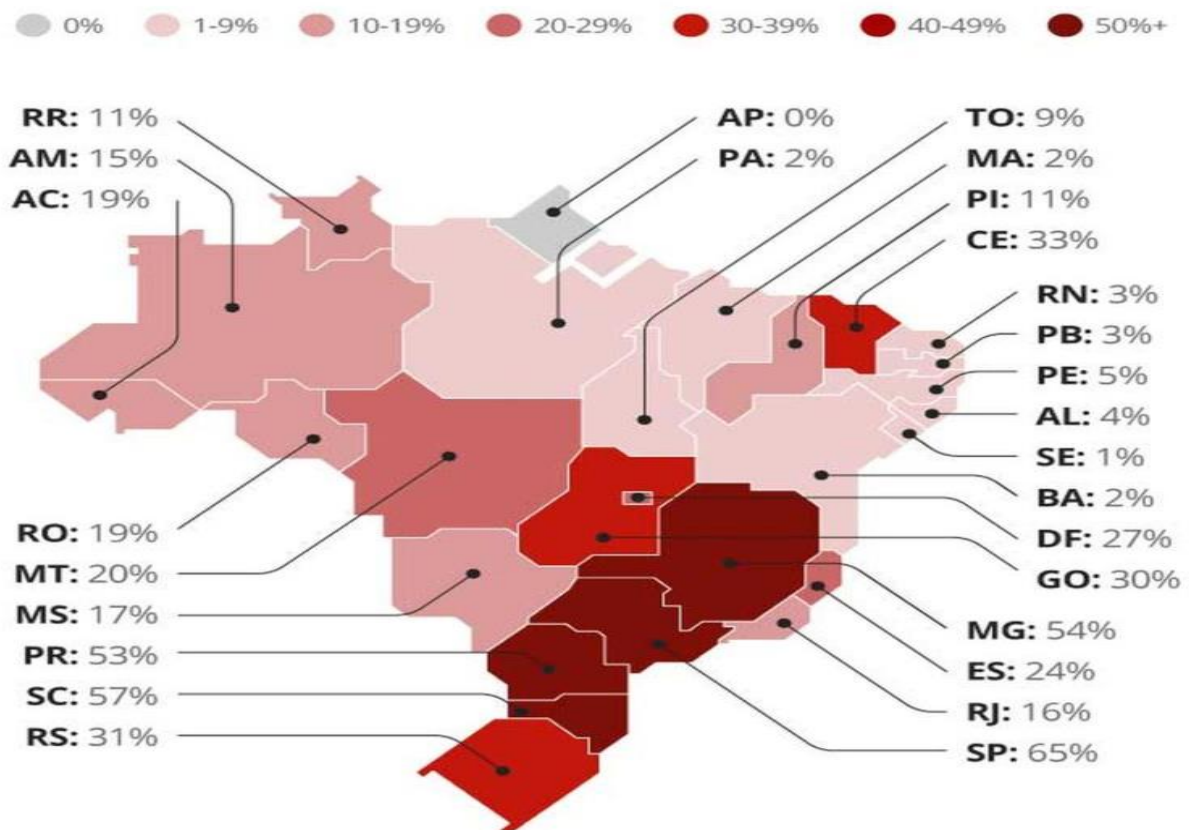 0% 1-9% 10-19% 20-29% 30-39% 40-49% 50%+
RR: 11%
AM: 15%
AC: 19%
AP: 0%
PA: 2%
TO: 9%
MA: 2%
PI: 11%
CE: 33%
RN: 3%
PB: 3%
PE: 5%
AL: 4%
SE: 1%
BA: 2%
DF: 27%
GO: 30%
RO: 19%
MT: 20%
MS: 17%
PR: 53%
SC: 57%
RS: 31%
MG: 54%
ES: 24%
RJ: 16%
SP: 65%